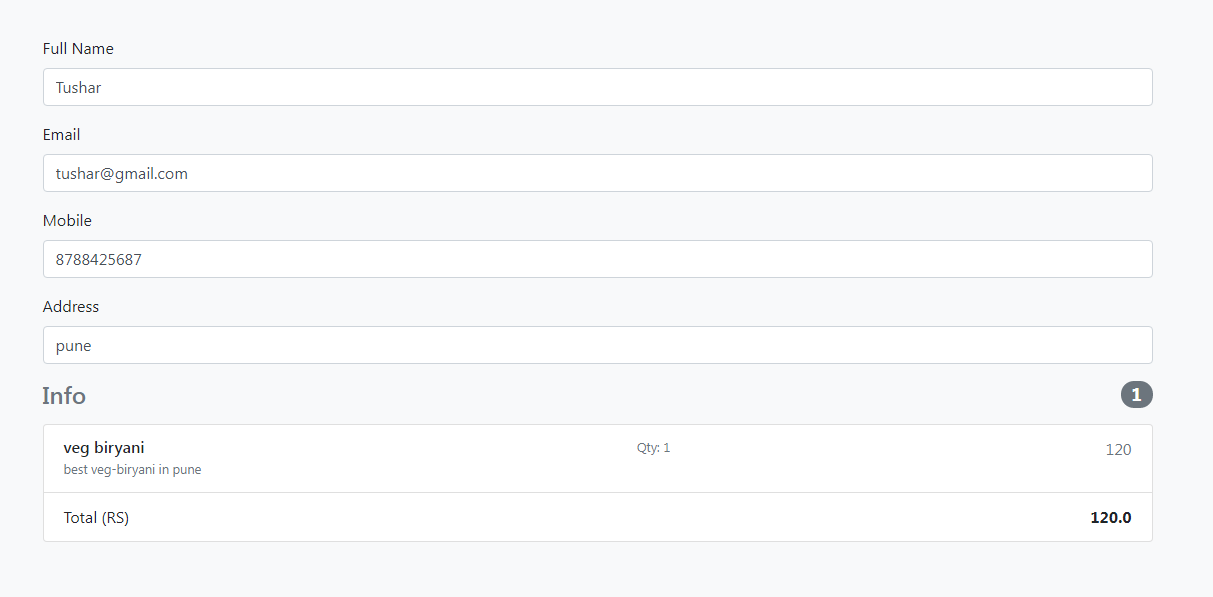 Full Name
Tushar
Email
tushar@gmail.com
Mobile
8788425687
Address
pune
Info 1
veg biryani Qty: 1 120
best veg-biryani in pune
Total (RS) 120.0